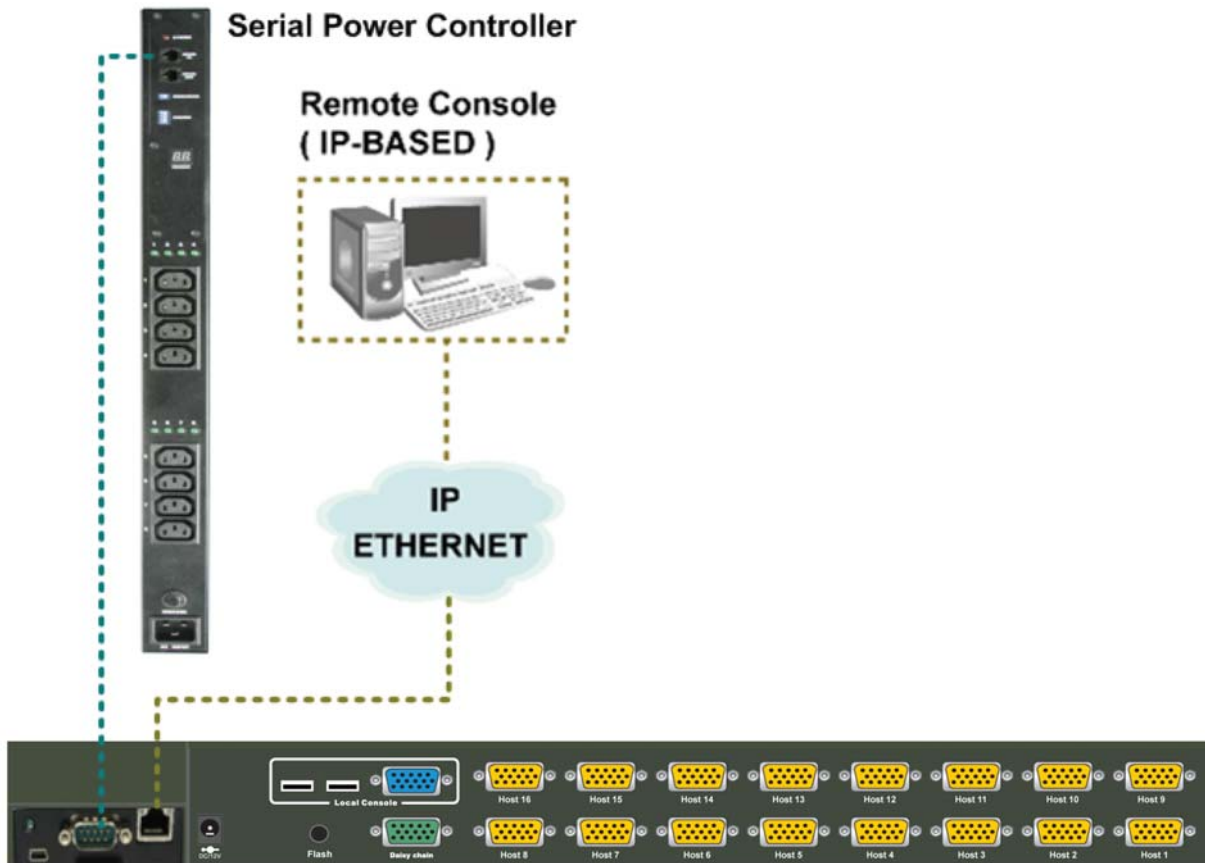 Serial Power Controller
Remote Console
( IP-BASED )
IP
ETHERNET
Local Console
Host 16
Host 15
Host 14
Host 13
Host 12
Host 11
Host 10
Host 9
DC/12V
Flash
Daisy chain
Host 8
Host 7
Host 6
Host 5
Host 4
Host 3
Host 2
Host 1